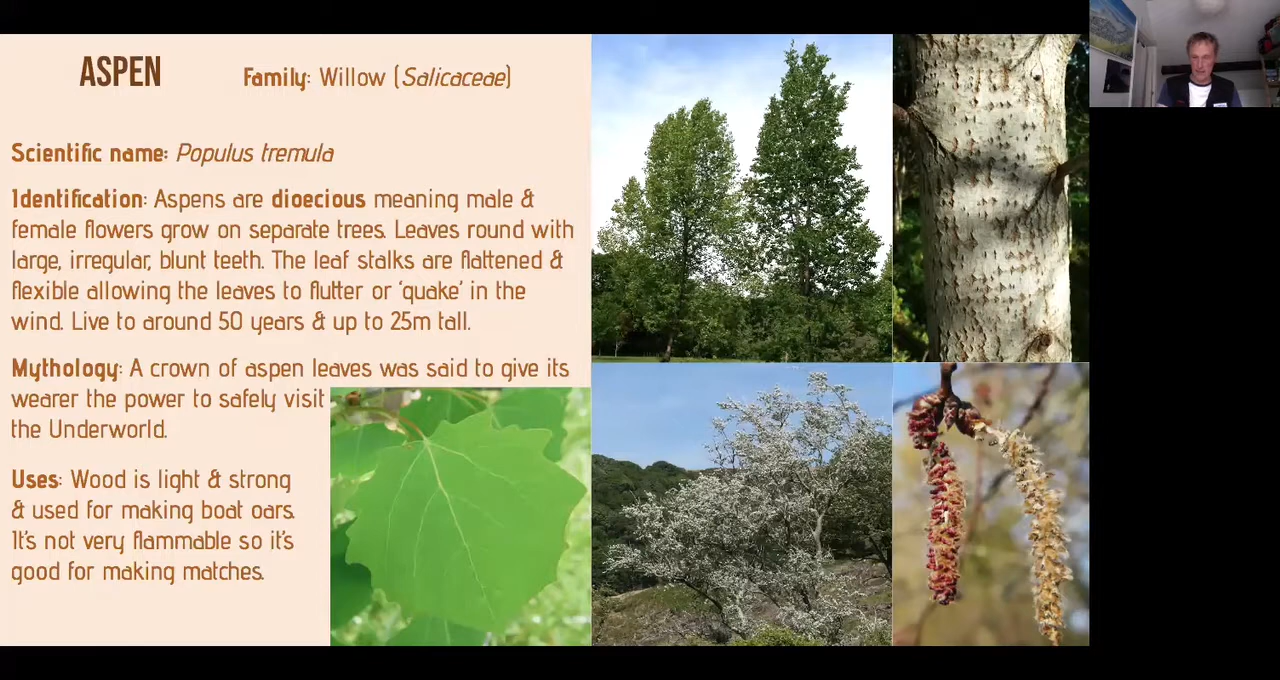 ASPEN
Family: Willow (Salicaceae)
Scientific name: Populus tremula
Identification: Aspens are dioecious meaning male &
female flowers grow on separate trees. Leaves round with
large, irregular, blunt teeth. The leaf stalks are flattened &
flexible allowing the leaves to flutter or ‘quake’ in the
wind. Live to around 50 years & up to 25m tall.
Mythology: A crown of aspen leaves was said to give its
wearer the power to safely visit
the Underworld.
Uses: Wood is light & strong
& used for making boat oars.
It's not very flammable so it's
good for making matches.